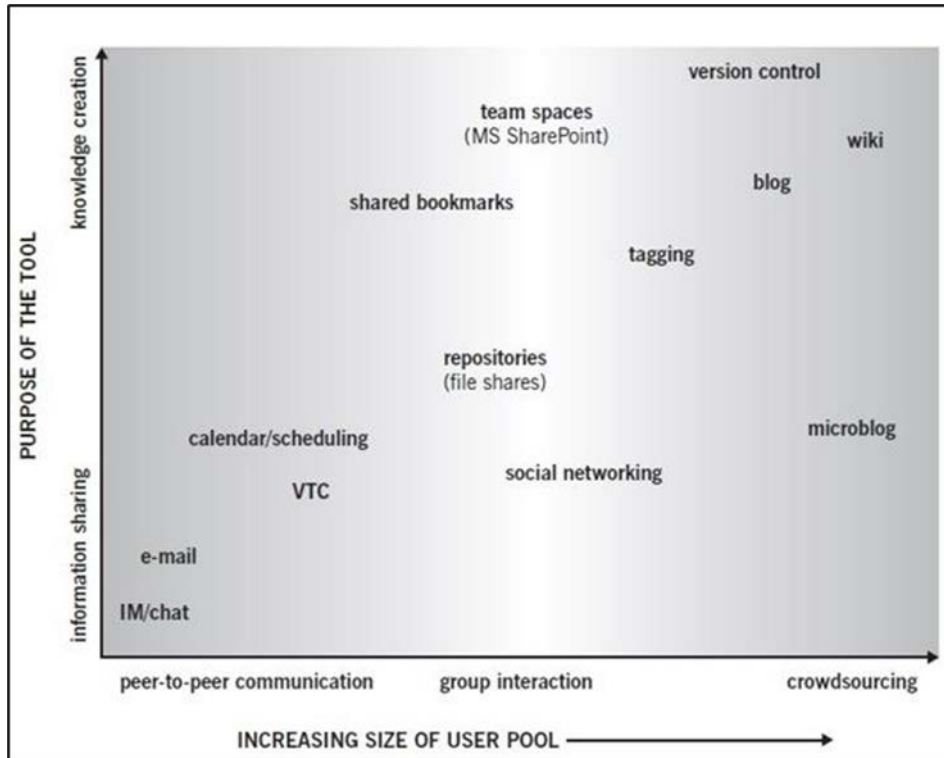 PURPOSE OF THE TOOL
knowledge creation
information sharing
version control
team spaces
(MS SharePoint)
wiki
blog
shared bookmarks
tagging
repositories
(file shares)
calendar/scheduling
microblog
social networking
VTC
e-mail
IM/chat
peer-to-peer communication
group interaction
crowdsourcing
INCREASING SIZE OF USER POOL